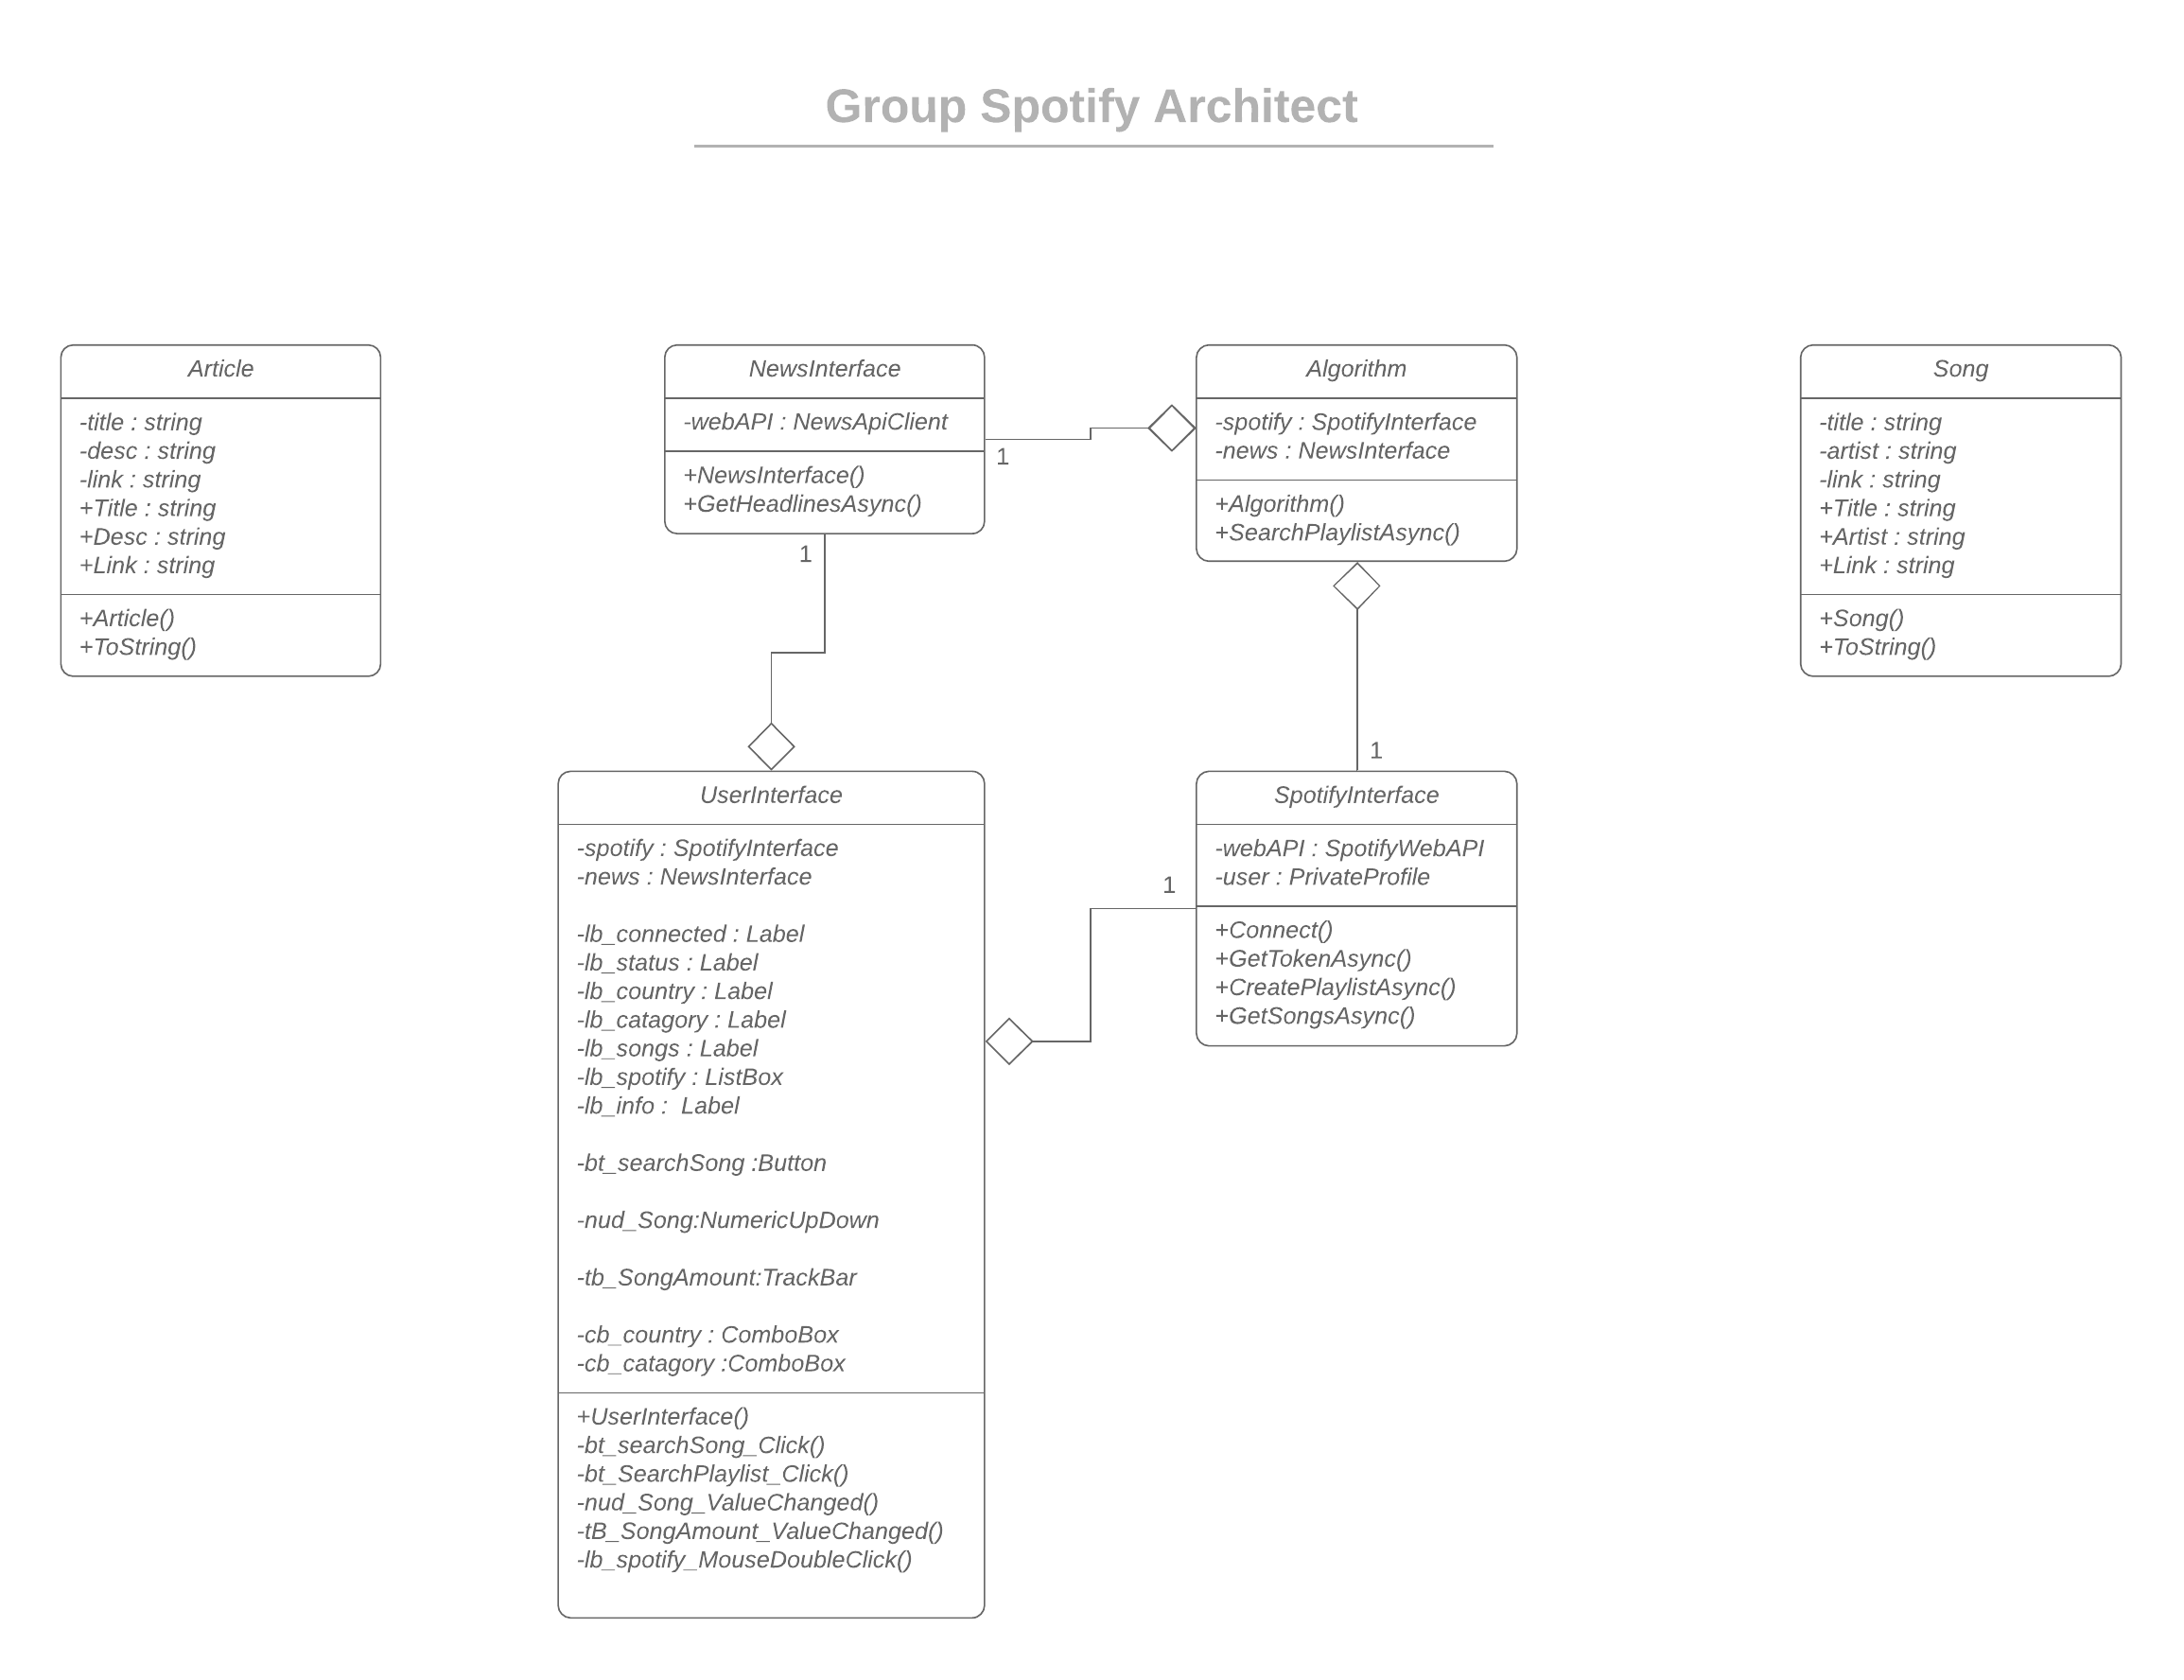 Group Spotify Architect
Article
-title : string
-desc : string
-link : string
+Title : string
+Desc : string
+Link : string
+Article()
+ToString()
NewsInterface
-webAPI : NewsApiClient
+NewsInterface()
+GetHeadlinesAsync()
1
1
Algorithm
-spotify : SpotifyInterface
-news : NewsInterface
+Algorithm()
+SearchPlaylistAsync()
1
Song
-title : string
-artist : string
-link : string
+Title : string
+Artist : string
+Link : string
+Song()
+ToString()
UserInterface
-spotify : SpotifyInterface
-news : NewsInterface
-lb_connected : Label
-lb_status : Label
-lb_country : Label
-lb_catagory : Label
-lb_songs : Label
-lb_spotify : ListBox
-lb_info :  Label
-bt_searchSong :Button
-nud_Song:NumericUpDown
-tb_SongAmount:TrackBar
-cb_country : ComboBox
-cb_catagory :ComboBox
+UserInterface()
-bt_searchSong_Click()
-bt_SearchPlaylist_Click()
-nud_Song_ValueChanged()
-tB_SongAmount_ValueChanged()
-lb_spotify_MouseDoubleClick()
1
SpotifyInterface
-webAPI : SpotifyWebAPI
-user : PrivateProfile
+Connect()
+GetTokenAsync()
+CreatePlaylistAsync()
+GetSongsAsync()